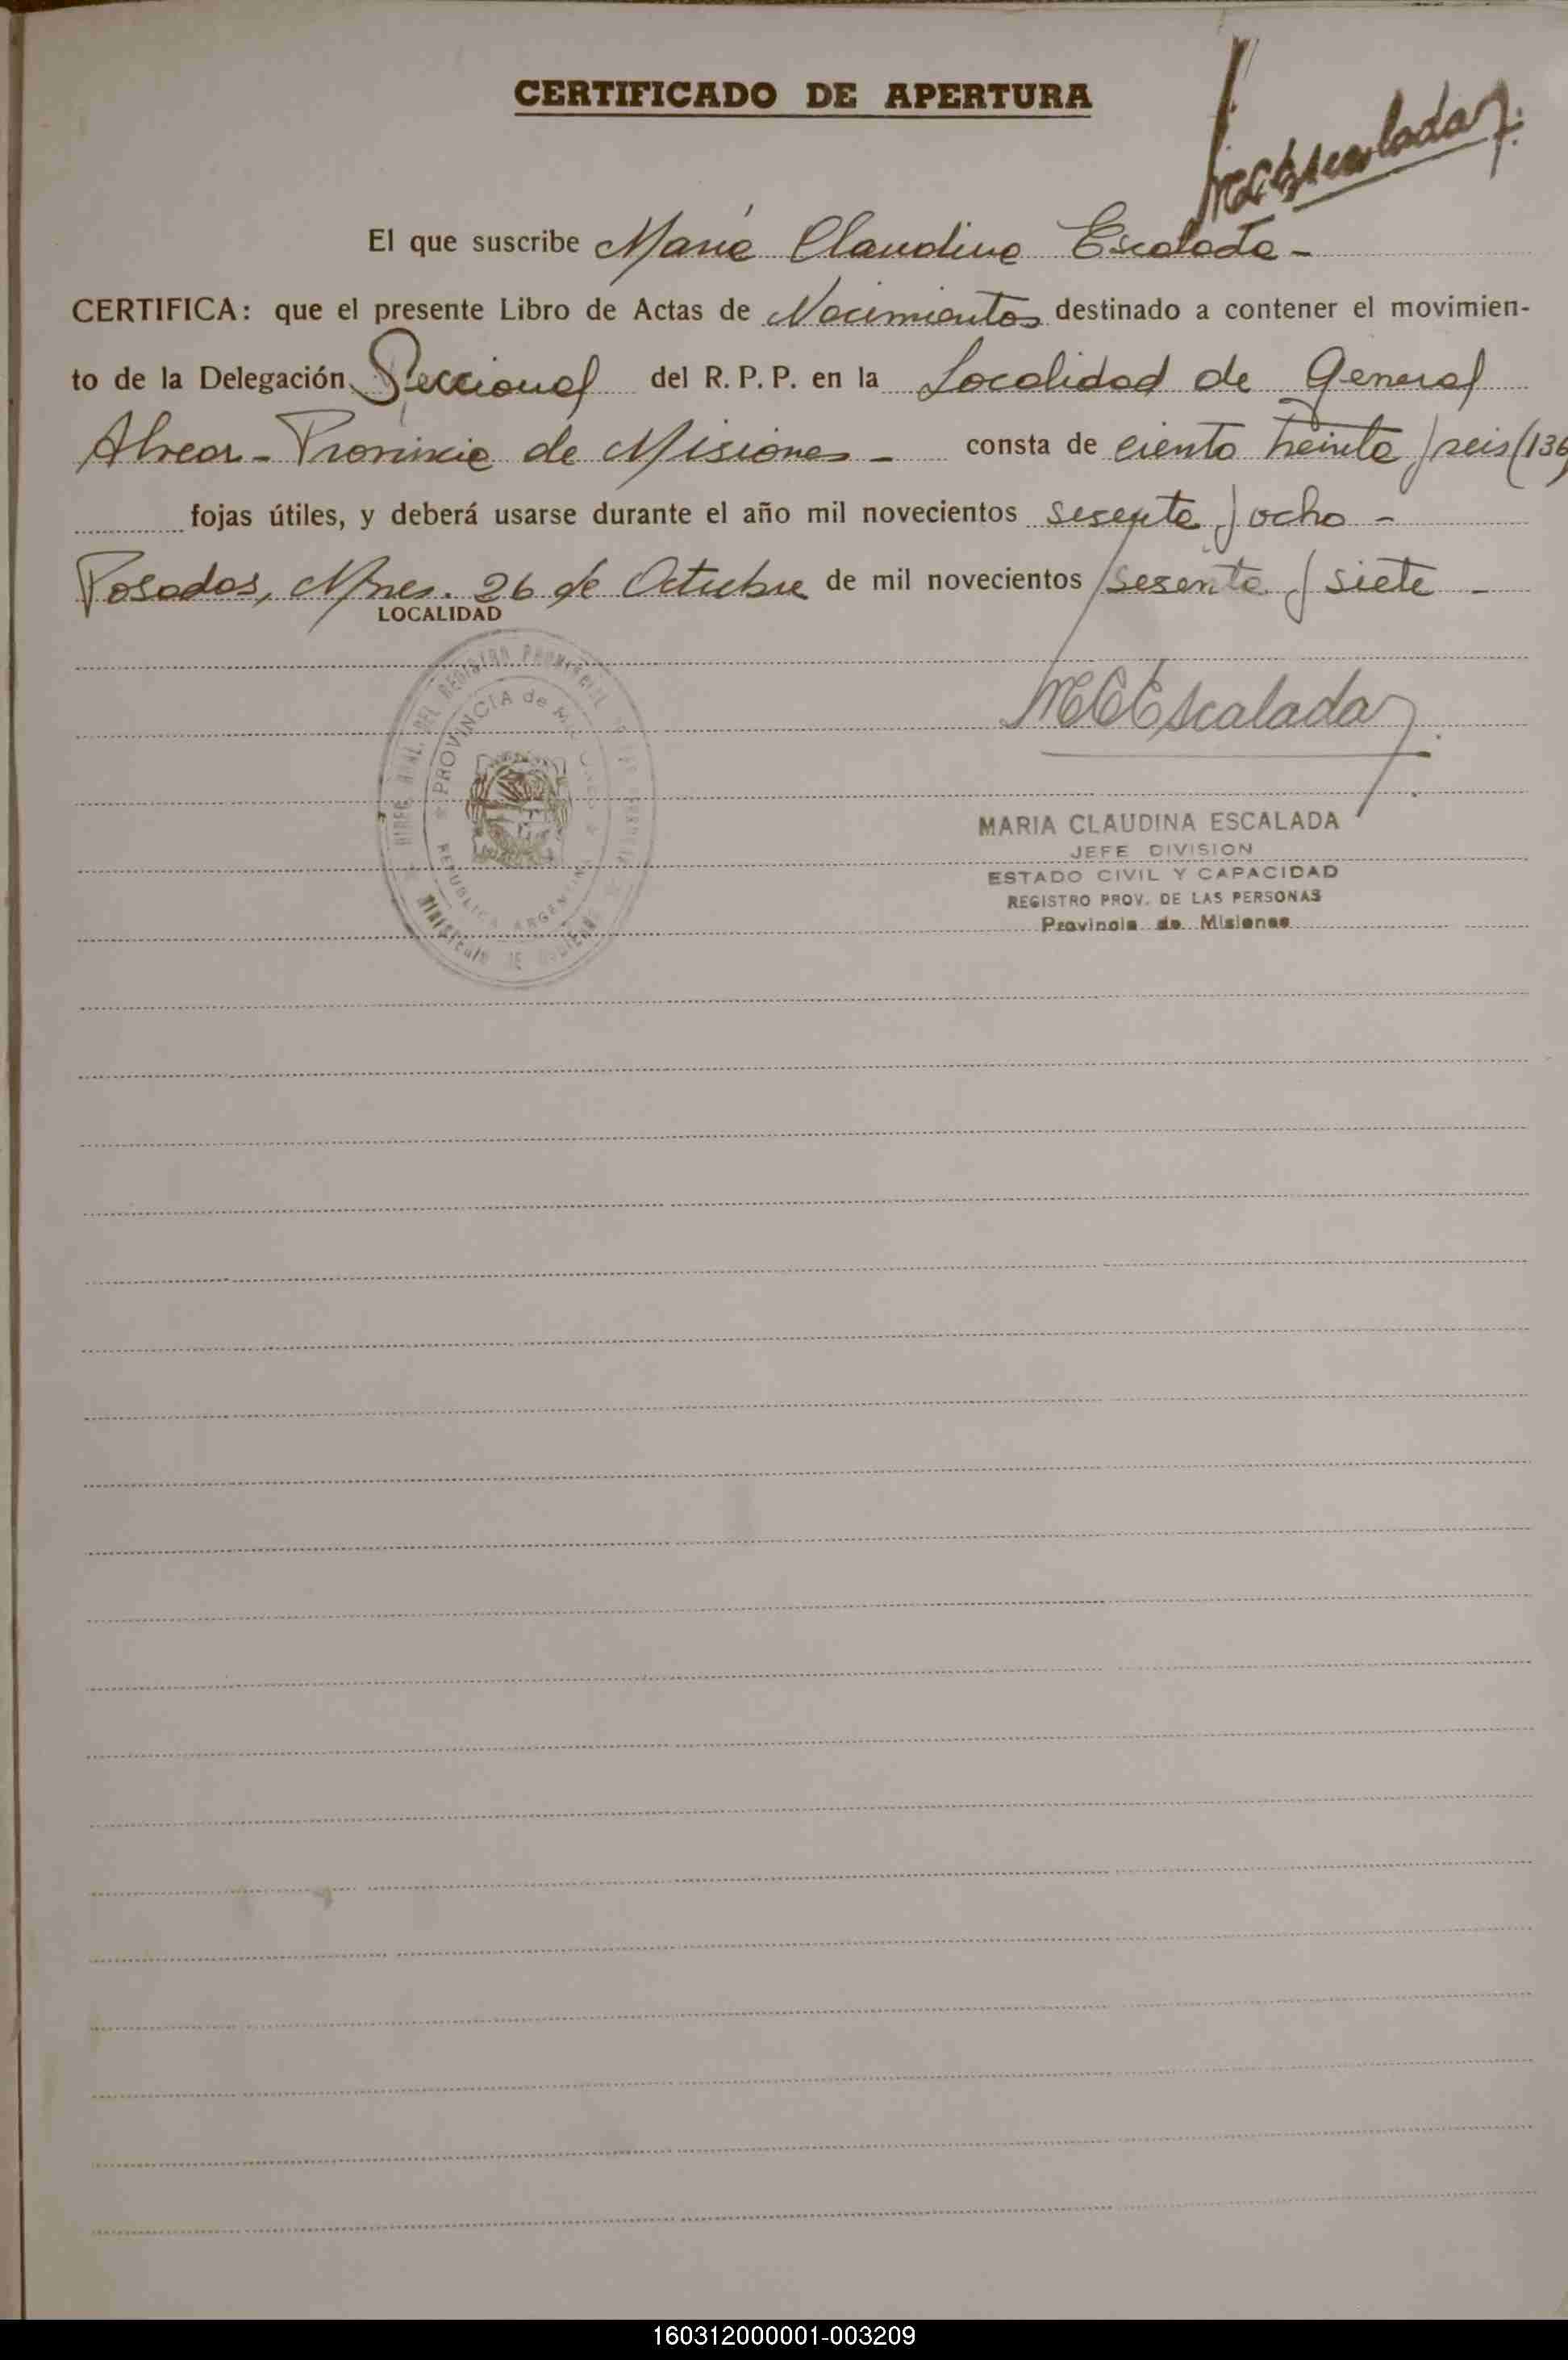 CERTIFICADO DE APERTURA
MCEscalada
El que suscribe María Claudina Escalada -
CERTIFICA: que el presente Libro de Actas de Nacimientos destinado a contener el movimien-
to de la Delegación Seccional del R. P. P. en la Localidad de General
Alvear - Provincia de Misiones - consta de ciento treinta y seis (136
fojas útiles, y deberá usarse durante el año mil novecientos sesenta y ocho -
Posadas, Mnes. 26 de Octubre de mil novecientos sesenta y siete -
LOCALIDAD
MCEscalada
DEL REGISTRO PROVINCIAL
PROVINCIA de
REPUBLICA ARGENTINA
MARIA CLAUDINA ESCALADA
JEFE DIVISION
ESTADO CIVIL Y CAPACIDAD
REGISTRO PROV. DE LAS PERSONAS
Provincia de Misiones
160312000001-003209